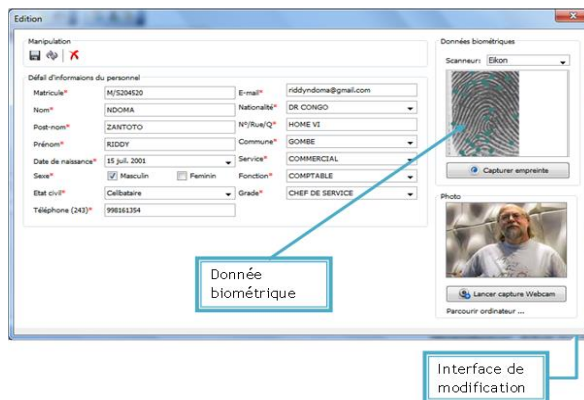 Edition
Manipulation
Défail d'informaions du personnel
Matricule* M/S204520
Nom* NDOMA
Post-nom* ZANTOTO
Prénom* RIDDY
Date de naissance* 15 juil. 2001
Sexe* Masculin Feminin
Etat civil* Celibataire
Téléphone (243)* 998161354
E-mail* riddyndoma@gmail.com
Nationalité* DR CONGO
N°/Rue/Q* HOME VI
Commune* GOMBE
Service* COMMERCIAL
Fonction* COMPTABLE
Grade* CHEF DE SERVICE
Données biométriques
Scanneur: Eikon
Capturer empreinte
Photo
Lancer capture Webcam
Parcourir ordinateur ...
Donnée
biométrique
Interface de
modification